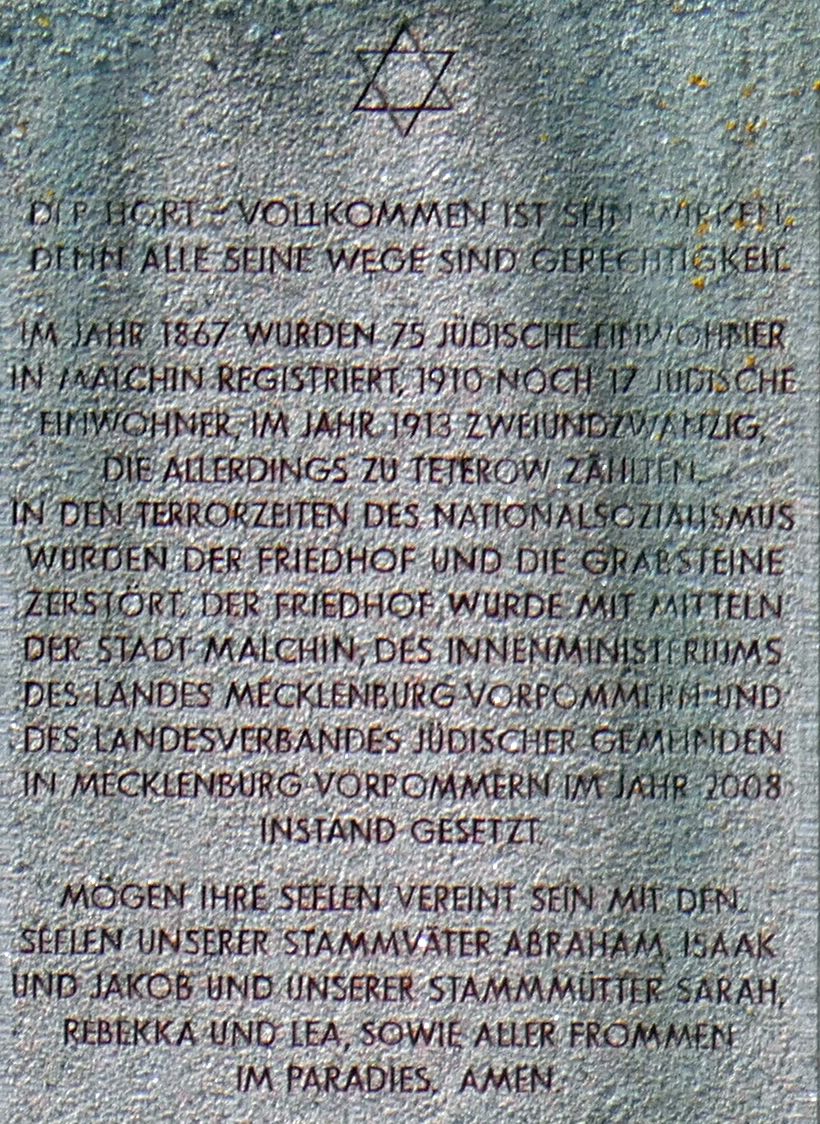 DER HORT – VOLLKOMMEN IST SEIN WIRKEN,
DENN ALLE SEINE WEGE SIND GERECHTIGKEIT.
IM JAHR 1867 WURDEN 75 JÜDISCHE EINWOHNER
IN MALCHIN REGISTRIERT, 1910 NOCH 17 JÜDISCHE
EINWOHNER, IM JAHR 1913 ZWEIUNDZWANZIG,
DIE ALLERDINGS ZU TETEROW ZÄHLTEN.
IN DEN TERRORZEITEN DES NATIONALSOZIALISMUS
WURDEN DER FRIEDHOF UND DIE GRABSTEINE
ZERSTÖRT. DER FRIEDHOF WURDE MIT MITTELN
DER STADT MALCHIN, DES INNENMINISTERIUMS
DES LANDES MECKLENBURG-VORPOMMERN UND
DES LANDESVERBANDES JÜDISCHER GEMEINDEN
IN MECKLENBURG-VORPOMMERN IM JAHR 2008
INSTAND GESETZT.
MÖGEN IHRE SEELEN VEREINT SEIN MIT DEN
SEELEN UNSERER STAMMVÄTER ABRAHAM, ISAAK
UND JAKOB UND UNSERER STAMMMÜTTER SARAH,
REBEKKA UND LEA, SOWIE ALLER FROMMEN
IM PARADIES. AMEN.